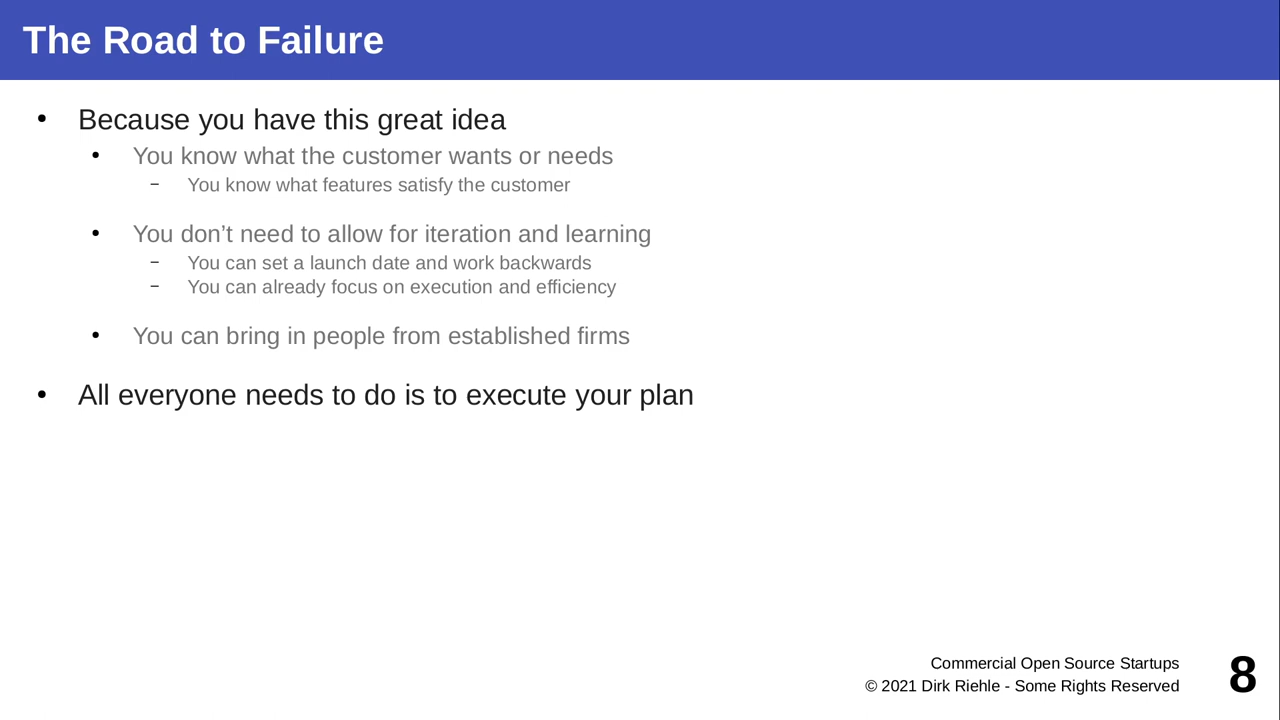 The Road to Failure
• Because you have this great idea
• You know what the customer wants or needs
– You know what features satisfy the customer
• You don’t need to allow for iteration and learning
– You can set a launch date and work backwards
– You can already focus on execution and efficiency
• You can bring in people from established firms
• All everyone needs to do is to execute your plan
Commercial Open Source Startups
© 2021 Dirk Riehle - Some Rights Reserved
8